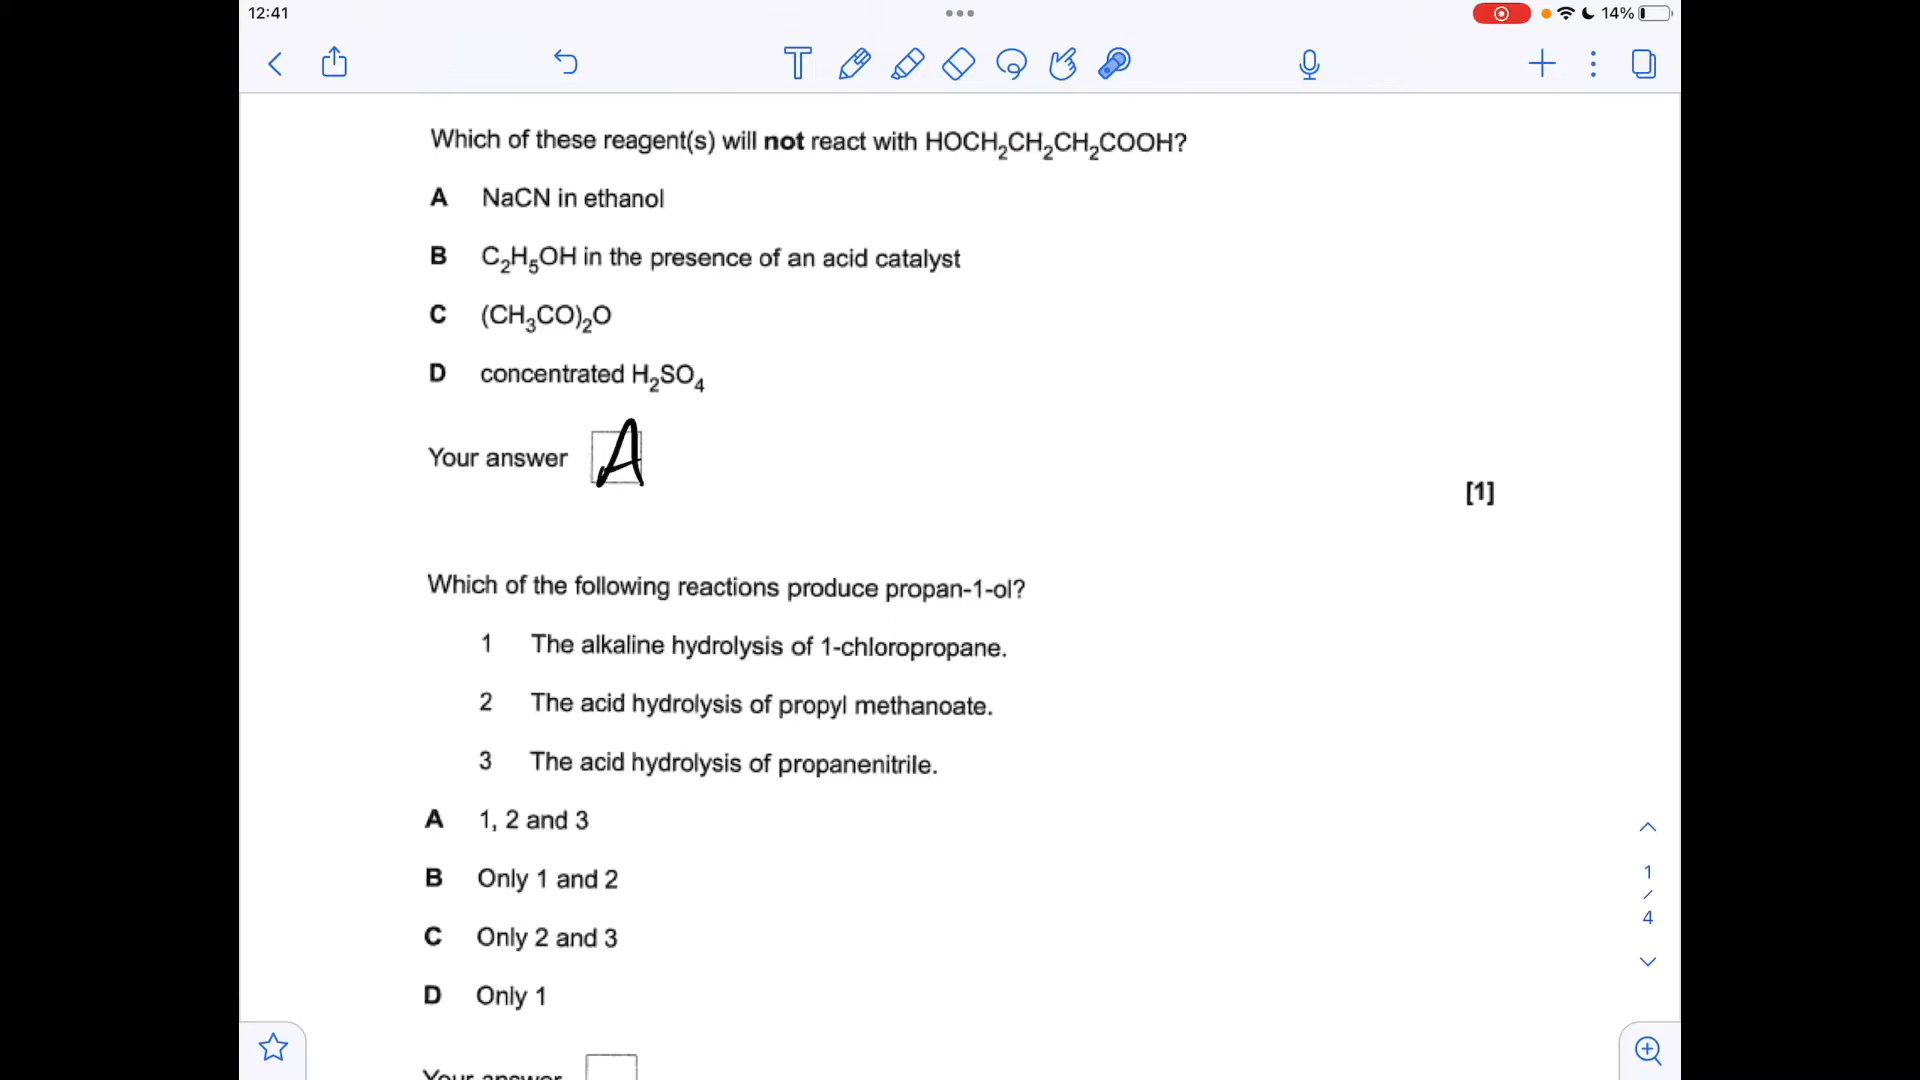 12:41
14%
Which of these reagent(s) will not react with HOCH₂CH₂CH₂COOH?
A NaCN in ethanol
B C₂H₅OH in the presence of an acid catalyst
C (CH₃CO)₂O
D concentrated H₂SO₄
Your answer A
[1]
Which of the following reactions produce propan-1-ol?
1 The alkaline hydrolysis of 1-chloropropane.
2 The acid hydrolysis of propyl methanoate.
3 The acid hydrolysis of propanenitrile.
A 1, 2 and 3
B Only 1 and 2
C Only 2 and 3
D Only 1
1
/
4
Your answer